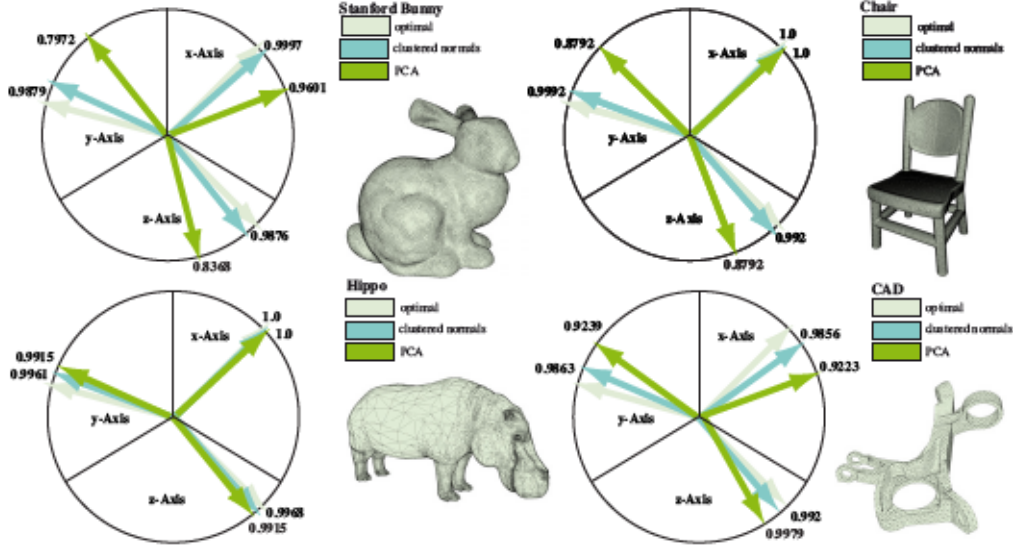 Stanford Bunny
optimal
clustered normals
PCA
0.7972
x-Axis
0.9997
0.9601
0.9879
y-Axis
z-Axis
0.9876
0.8368
Chair
optimal
clustered normals
PCA
0.8792
x-Axis
1.0
1.0
0.9992
y-Axis
z-Axis
0.992
0.8792
Hippo
optimal
clustered normals
PCA
x-Axis
1.0
1.0
0.9915
0.9961
y-Axis
z-Axis
0.9968
0.9915
CAD
optimal
clustered normals
PCA
0.9239
x-Axis
0.9856
0.9863
0.9223
y-Axis
z-Axis
0.992
0.9979